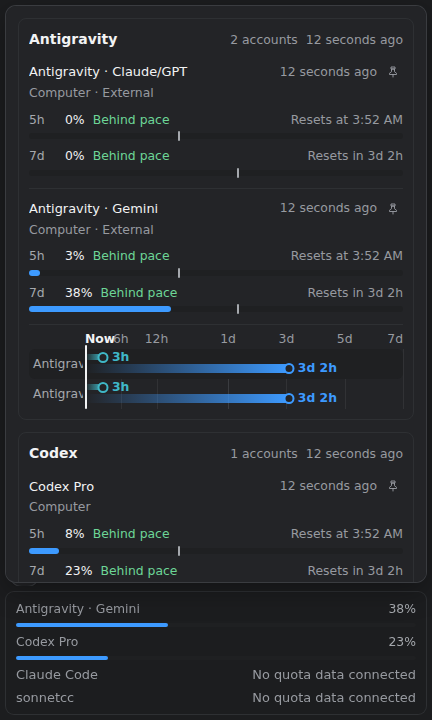 Antigravity 2 accounts 12 seconds ago
Antigravity · Claude/GPT 12 seconds ago
Computer · External
5h 0% Behind pace Resets at 3:52 AM
7d 0% Behind pace Resets in 3d 2h
Antigravity · Gemini 12 seconds ago
Computer · External
5h 3% Behind pace Resets at 3:52 AM
7d 38% Behind pace Resets in 3d 2h
Now 6h 12h 1d 3d 5d 7d
3h
Antigrav 3d 2h
3h
Antigrav 3d 2h
Codex 1 accounts 12 seconds ago
Codex Pro 12 seconds ago
Computer
5h 8% Behind pace Resets at 3:52 AM
7d 23% Behind pace Resets in 3d 2h
Antigravity · Gemini 38%
Codex Pro 23%
Claude Code No quota data connected
sonnetcc No quota data connected